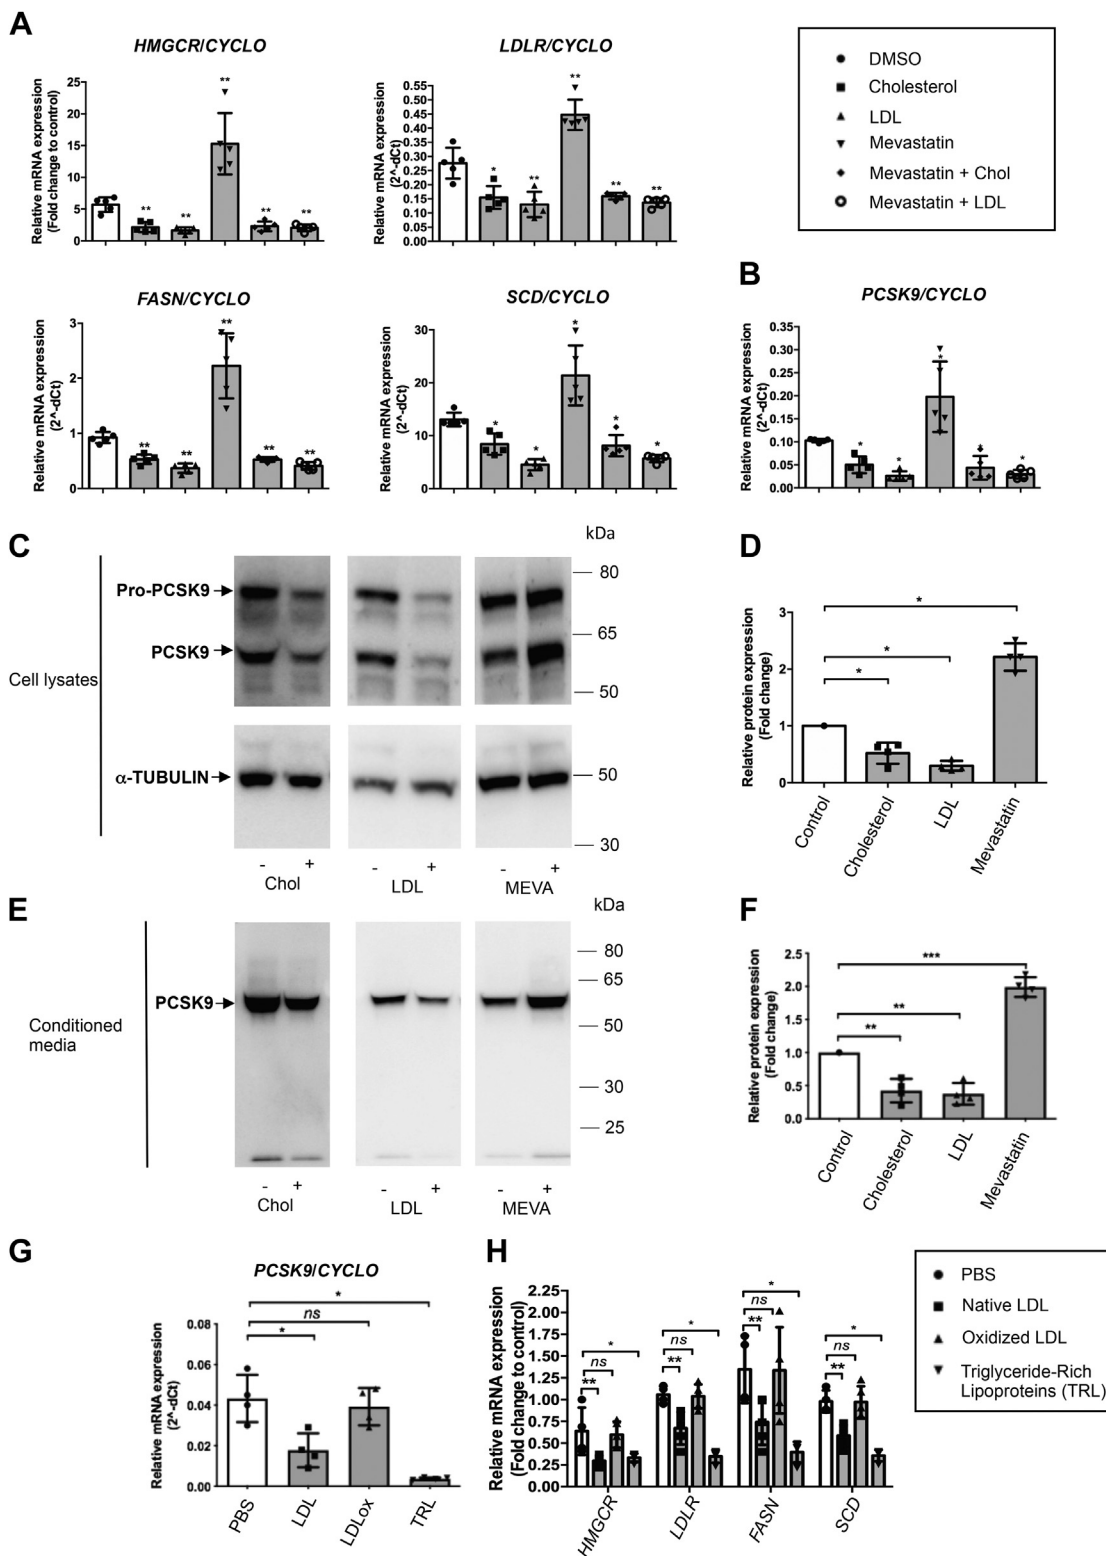 A
HMGCR/CYCLO
Relative mRNA expression
(Fold change to control)
25
20
15
10
5
0
**
**
**
**
**
LDLR/CYCLO
Relative mRNA expression
(2^-dCt)
0.55
0.50
0.45
0.40
0.35
0.30
0.25
0.20
0.15
0.10
0.05
0.00
*
**
**
**
**
DMSO
Cholesterol
LDL
Mevastatin
Mevastatin + Chol
Mevastatin + LDL
FASN/CYCLO
Relative mRNA expression
(2^-dCt)
3
2
1
0
**
**
**
**
**
SCD/CYCLO
Relative mRNA expression
(2^-dCt)
30
20
10
0
*
*
*
*
*
B
PCSK9/CYCLO
Relative mRNA expression
(2^-dCt)
0.35
0.30
0.25
0.20
0.15
0.10
0.05
0.00
*
*
*
*
*
C
kDa
Cell lysates
Pro-PCSK9
PCSK9
α-TUBULIN
80
65
50
50
30
- +
Chol
- +
LDL
- +
MEVA
D
Relative protein expression
(Fold change)
3
2
1
0
*
*
*
Control
Cholesterol
LDL
Mevastatin
E
kDa
Conditioned
media
PCSK9
80
65
50
30
25
- +
Chol
- +
LDL
- +
MEVA
F
Relative protein expression
(Fold change)
2.5
2.0
1.5
1.0
0.5
0.0
***
**
**
Control
Cholesterol
LDL
Mevastatin
G
PCSK9/CYCLO
Relative mRNA expression
(2^-dCt)
0.08
0.06
0.04
0.02
0.00
*
ns
*
PBS
LDL
LDLox
TRL
H
Relative mRNA expression
(Fold change to control)
2.25
2.00
1.75
1.50
1.25
1.00
0.75
0.50
0.25
0.00
*
ns
**
*
ns
**
*
ns
**
*
ns
**
HMGCR
LDLR
FASN
SCD
PBS
Native LDL
Oxidized LDL
Triglyceride-Rich
Lipoproteins (TRL)